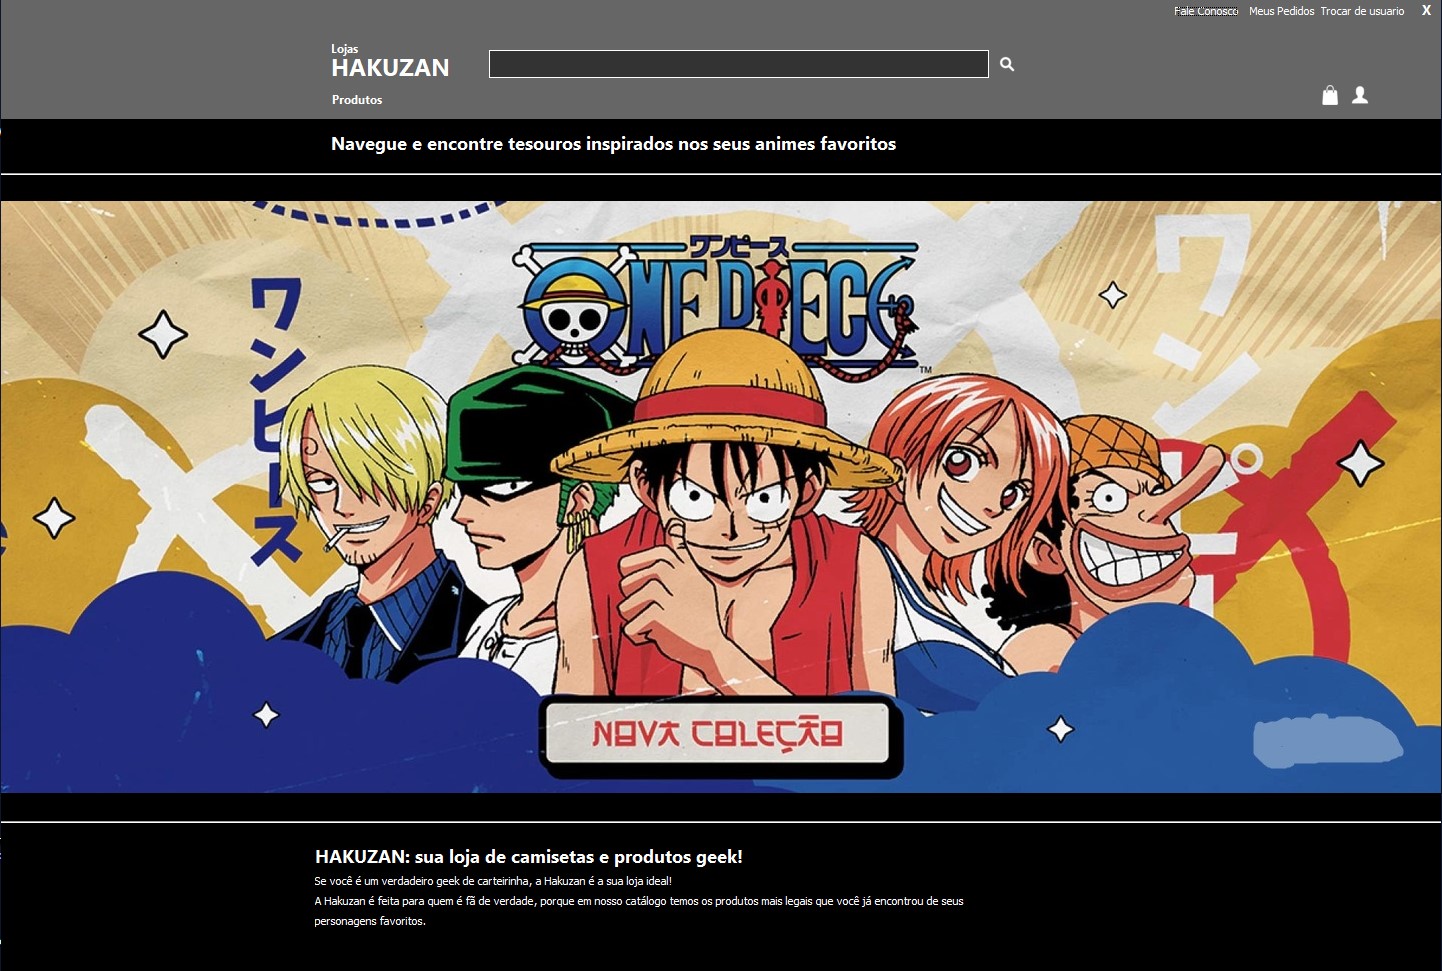 Fale Conosco Meus Pedidos Trocar de usuario X
Lojas
HAKUZAN
Produtos
Navegue e encontre tesouros inspirados nos seus animes favoritos
ワンピース
ONE PIECE
TM
ワンピース
ワンピ
NOVA COLEÇÃO
HAKUZAN: sua loja de camisetas e produtos geek!
Se você é um verdadeiro geek de carteirinha, a Hakuzan é a sua loja ideal!
A Hakuzan é feita para quem é fã de verdade, porque em nosso catálogo temos os produtos mais legais que você já encontrou de seus
personagens favoritos.